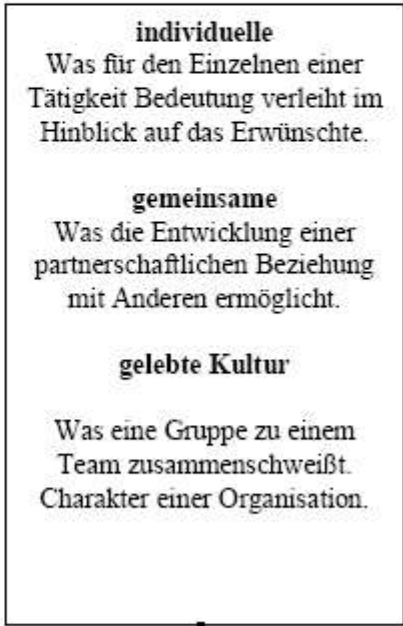 individuelle
Was für den Einzelnen einer
Tätigkeit Bedeutung verleiht im
Hinblick auf das Erwünschte.
gemeinsame
Was die Entwicklung einer
partnerschaftlichen Beziehung
mit Anderen ermöglicht.
gelebte Kultur
Was eine Gruppe zu einem
Team zusammenschweißt.
Charakter einer Organisation.